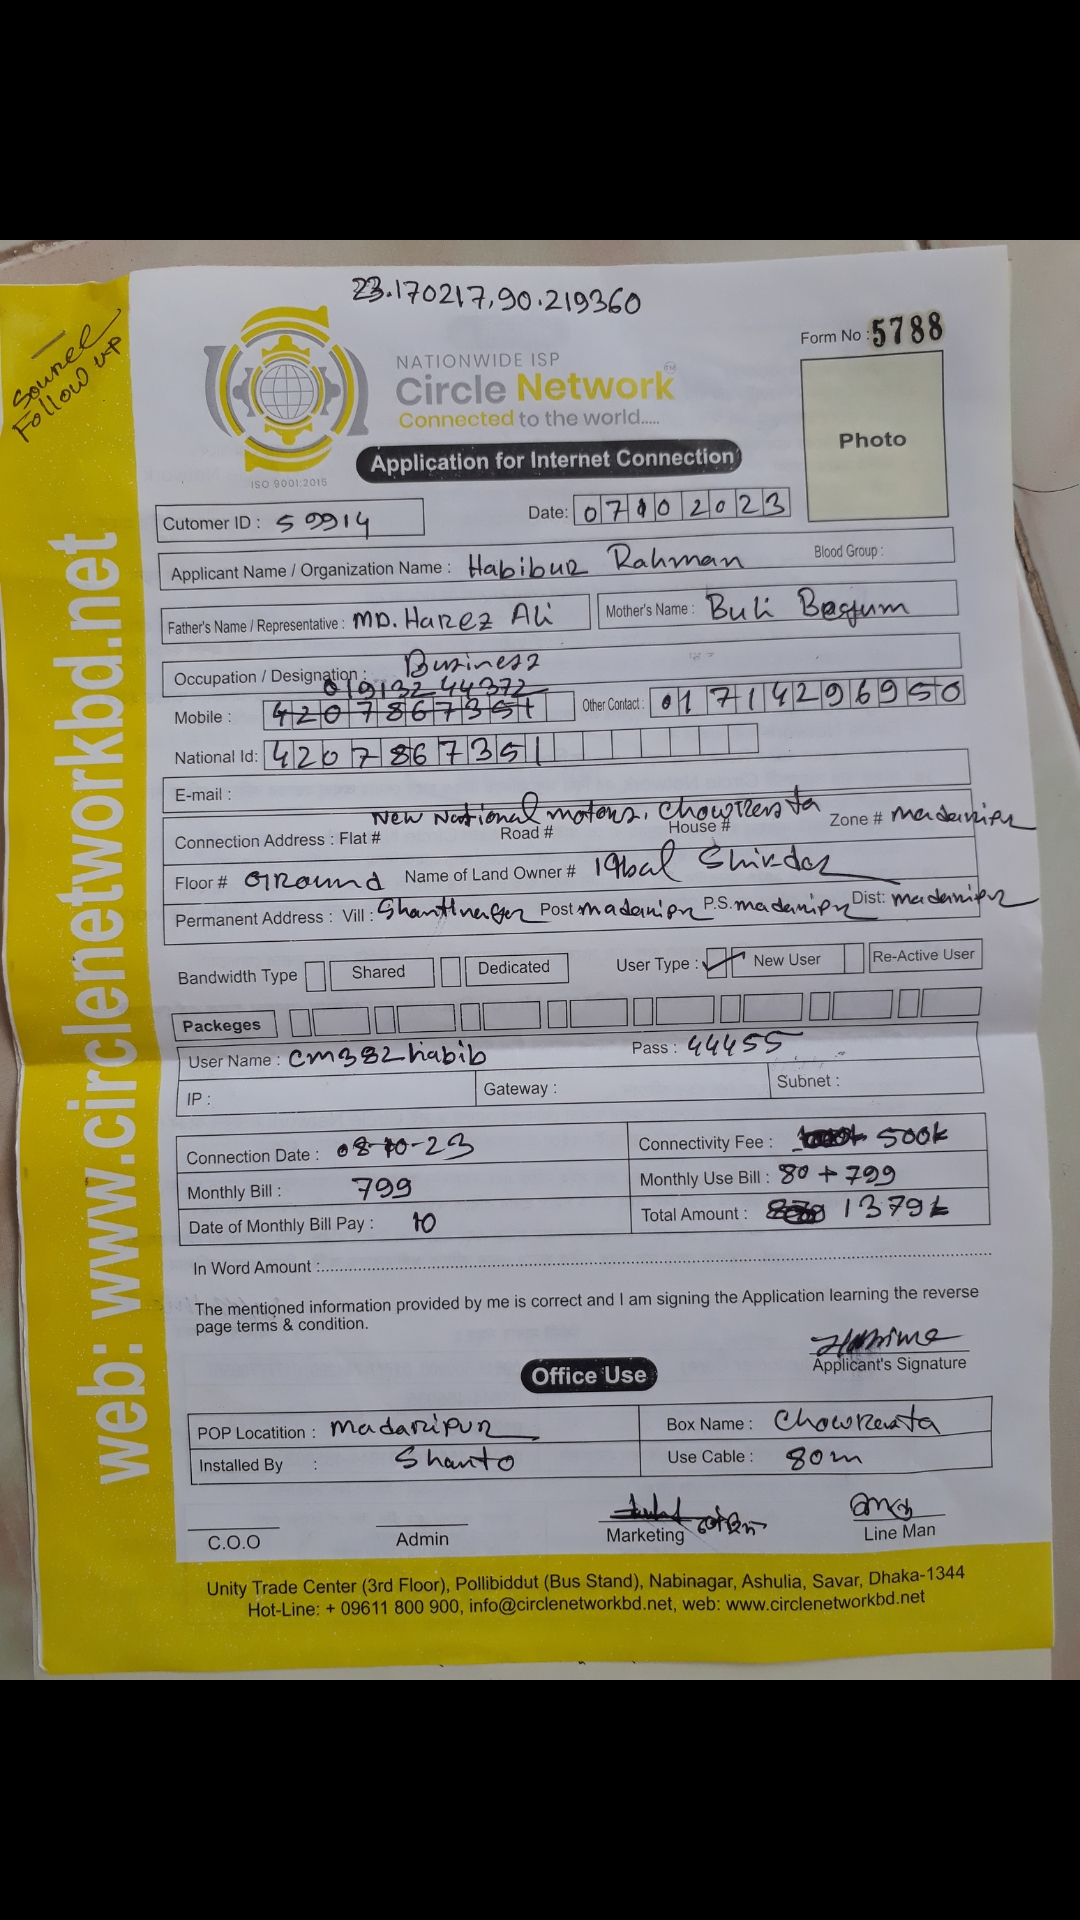 23.170217,90.219360
Sounel
Follow up
Form No : 5788
NATIONWIDE ISP
Circle Network™
Connected to the world.....
ISO 9001:2015
Photo
Application for Internet Connection
Cutomer ID : 59914
Date: 07102023
Applicant Name / Organization Name : Habibur Rahman Blood Group :
Father's Name / Representative : MD. Harez Ali Mother's Name : Buli Begum
Occupation / Designation : Business
01913244372
Mobile : 4207867351 Other Contact : 01714296950
National Id: 4207867351
E-mail :
New National motors, Chowrasta
Connection Address : Flat # Road # House # Zone # madaripur
Floor # Ground Name of Land Owner # Iqbal Shikdar
Permanent Address : Vill : Shantinagar Post madaripur P.S. madaripur Dist: madaripur
Bandwidth Type Shared Dedicated User Type : ✓ New User Re-Active User
Packeges
User Name : cm382habib Pass : 44455
IP : Gateway : Subnet :
Connection Date : 08-10-23 Connectivity Fee : 500k
Monthly Bill : 799 Monthly Use Bill : 80 + 799
Date of Monthly Bill Pay : 10 Total Amount : 1379k
In Word Amount :
The mentioned information provided by me is correct and I am signing the Application learning the reverse
page terms & condition.
Applicant's Signature
Office Use
POP Locatition : Madaripur Box Name : Chowrasta
Installed By : Shanto Use Cable : 80m
C.O.O Admin Marketing Line Man
Unity Trade Center (3rd Floor), Pollibiddut (Bus Stand), Nabinagar, Ashulia, Savar, Dhaka-1344
Hot-Line: + 09611 800 900, info@circlenetworkbd.net, web: www.circlenetworkbd.net
web: www.circlenetworkbd.net